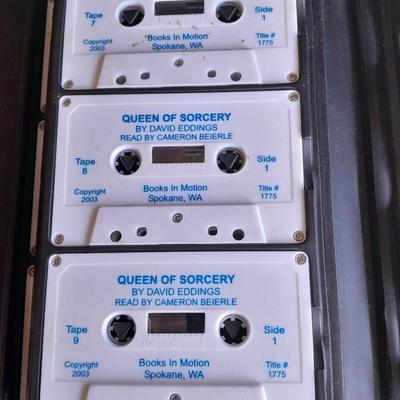 Tape
7
Side
1
Copyright
2003
Books In Motion
Spokane, WA
Title #
1775
QUEEN OF SORCERY
BY DAVID EDDINGS
READ BY CAMERON BEIERLE
Tape
8
Side
1
Copyright
2003
Books In Motion
Spokane, WA
Title #
1775
QUEEN OF SORCERY
BY DAVID EDDINGS
READ BY CAMERON BEIERLE
Tape
9
Side
1
Copyright
2003
Books In Motion
Spokane, WA
Title #
1775